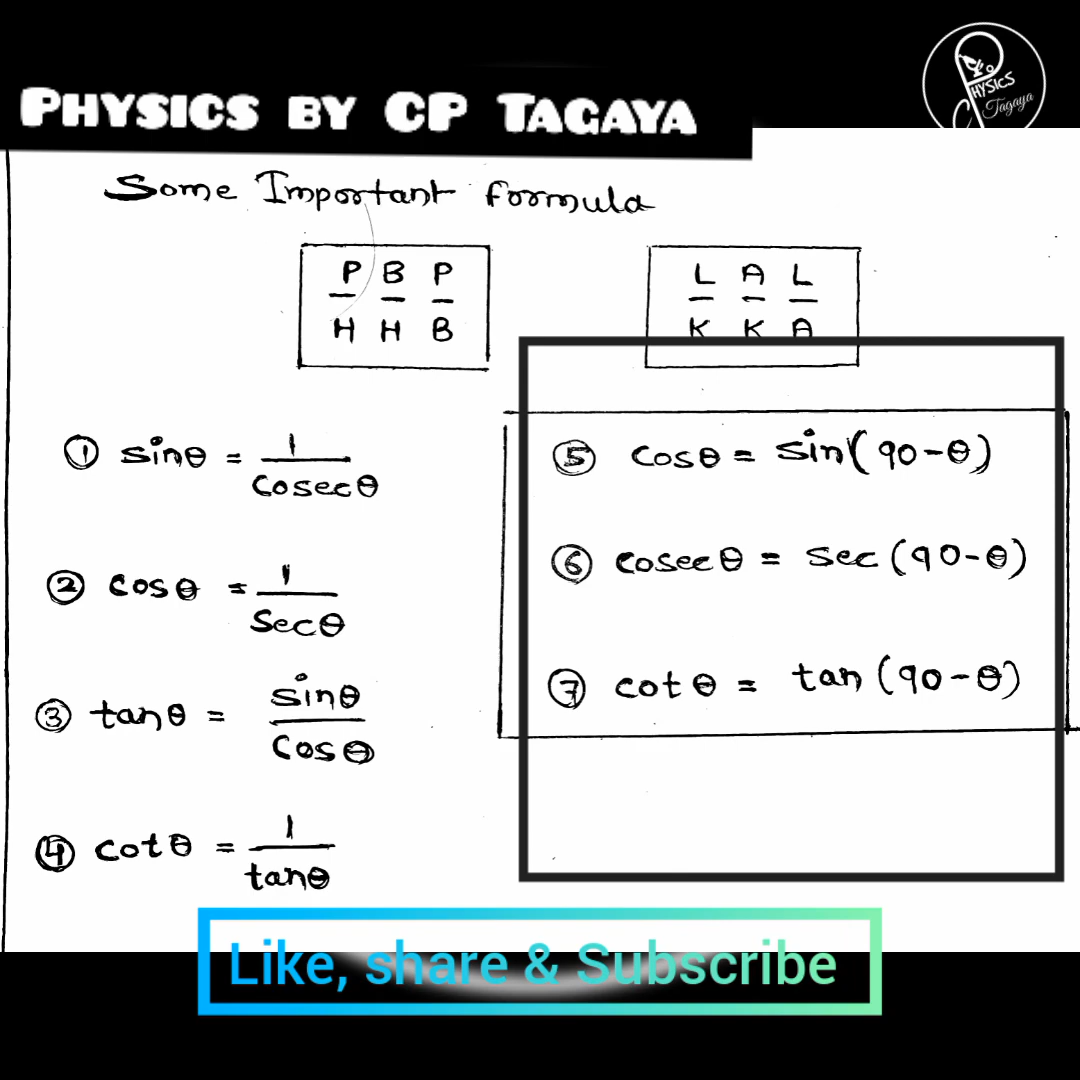 PHYSICS BY CP TAGAYA
PHYSICS
Tagaya
Some Important formula
P B P
H H B
L A L
K K A
① sinθ = 1/cosecθ
② cosθ = 1/secθ
③ tanθ = sinθ/cosθ
④ cotθ = 1/tanθ
⑤ cosθ = sin(90-θ)
⑥ cosecθ = sec(90-θ)
⑦ cotθ = tan(90-θ)
Like, share & Subscribe